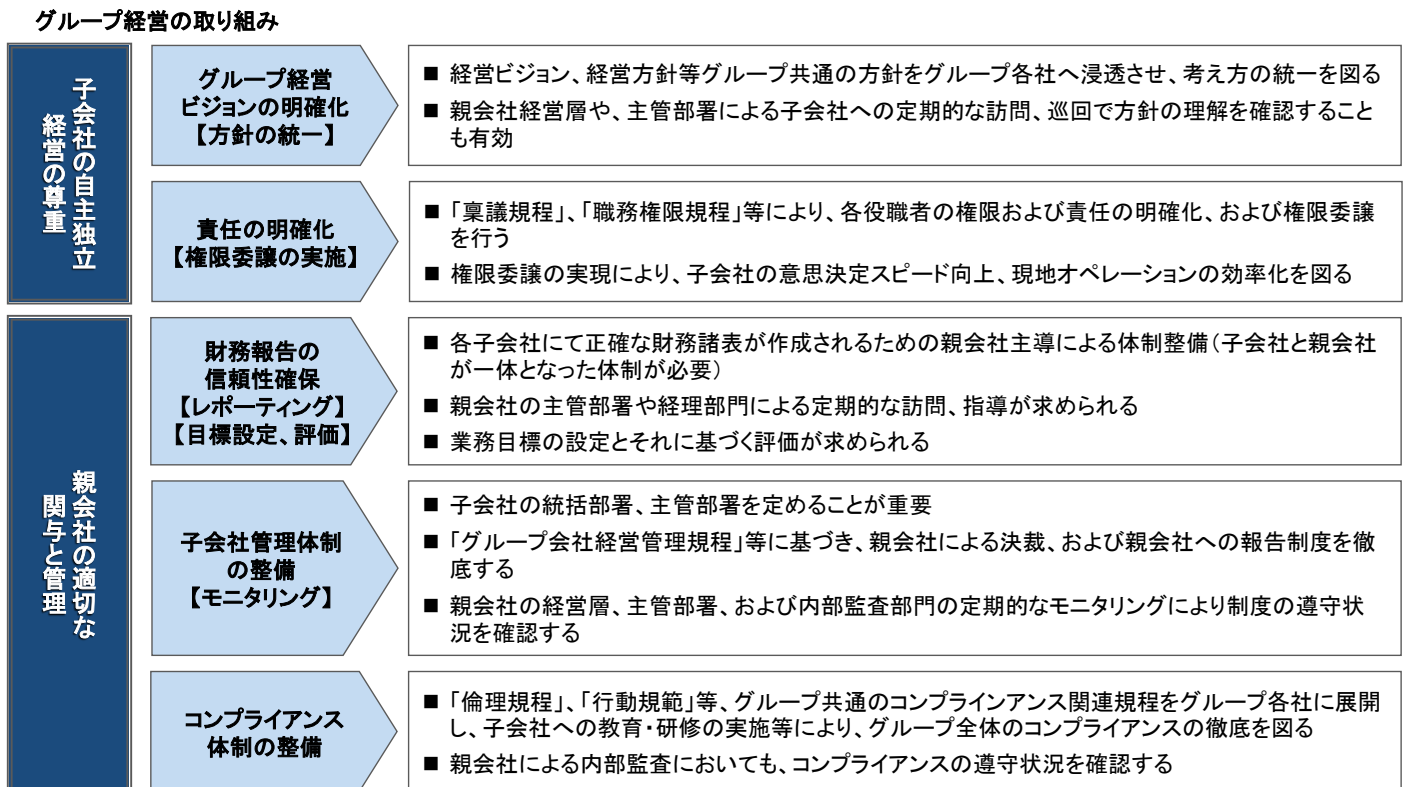 グループ経営の取り組み
子会社の自主独立
経営の尊重
グループ経営
ビジョンの明確化
【方針の統一】
■ 経営ビジョン、経営方針等グループ共通の方針をグループ各社へ浸透させ、考え方の統一を図る
■ 親会社経営層や、主管部署による子会社への定期的な訪問、巡回で方針の理解を確認すること
も有効
責任の明確化
【権限委譲の実施】
■ 「稟議規程」、「職務権限規程」等により、各役職者の権限および責任の明確化、および権限委譲
を行う
■ 権限委譲の実現により、子会社の意思決定スピード向上、現地オペレーションの効率化を図る
親会社の適切な
関与と管理
財務報告の
信頼性確保
【レポーティング】
【目標設定、評価】
■ 各子会社にて正確な財務諸表が作成されるための親会社主導による体制整備（子会社と親会社
が一体となった体制が必要）
■ 親会社の主管部署や経理部門による定期的な訪問、指導が求められる
■ 業務目標の設定とそれに基づく評価が求められる
子会社管理体制
の整備
【モニタリング】
■ 子会社の統括部署、主管部署を定めることが重要
■ 「グループ会社経営管理規程」等に基づき、親会社による決裁、および親会社への報告制度を徹
底する
■ 親会社の経営層、主管部署、および内部監査部門の定期的なモニタリングにより制度の遵守状
況を確認する
コンプライアンス
体制の整備
■ 「倫理規程」、「行動規範」等、グループ共通のコンプラインアンス関連規程をグループ各社に展開
し、子会社への教育・研修の実施等により、グループ全体のコンプライアンスの徹底を図る
■ 親会社による内部監査においても、コンプライアンスの遵守状況を確認する